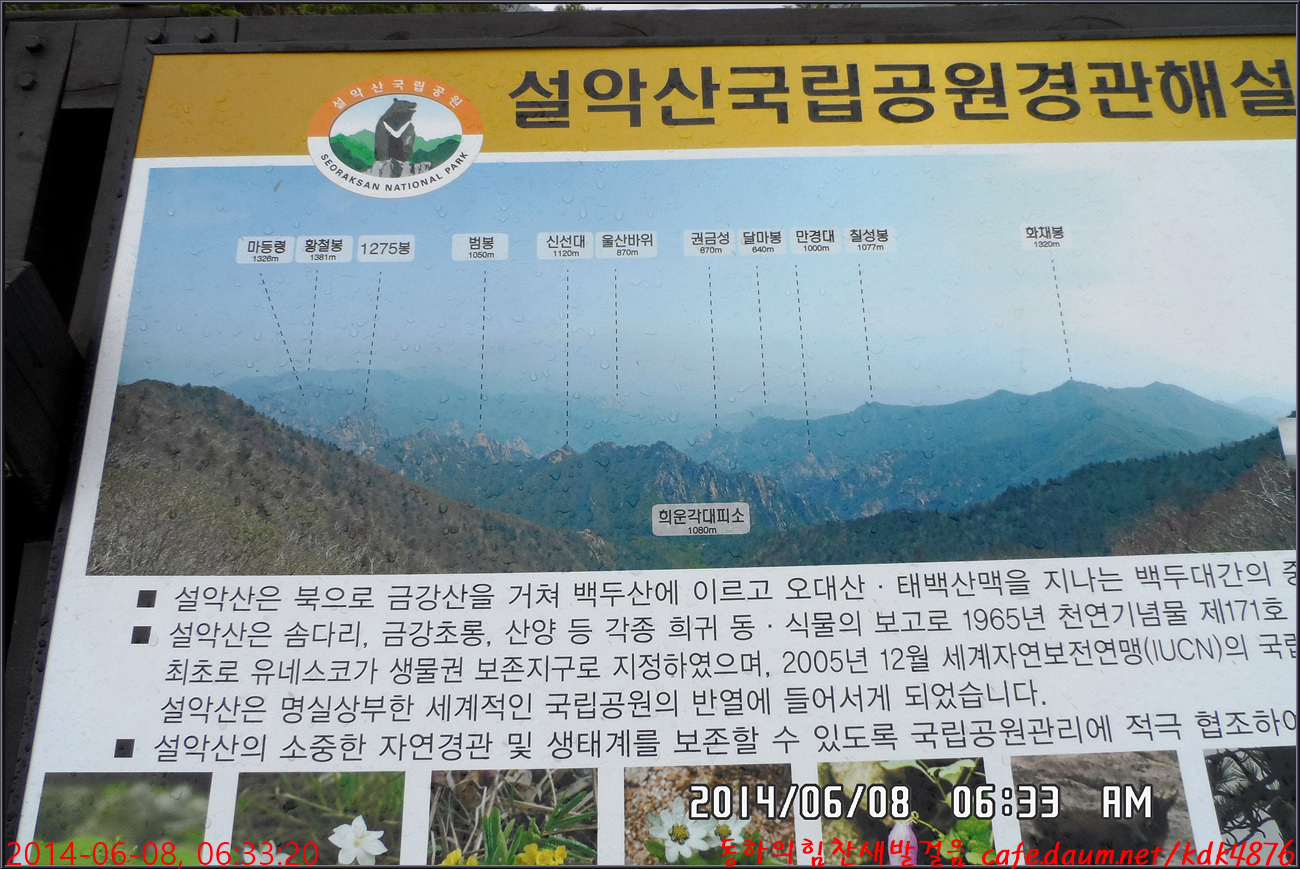 설악산국립공원경관해설
설악산국립공원
SEORAKSAN NATIONAL PARK
마등령 1326m
황철봉 1381m
1275봉
범봉 1050m
신선대 1120m
울산바위 870m
권금성 670m
달마봉 640m
만경대 1000m
칠성봉 1077m
화채봉 1320m
희운각대피소
1080m
■ 설악산은 북으로 금강산을 거쳐 백두산에 이르고 오대산 · 태백산맥을 지나는 백두대간의
■ 설악산은 솜다리, 금강초롱, 산양 등 각종 희귀 동 · 식물의 보고로 1965년 천연기념물 제171호
최초로 유네스코가 생물권 보존지구로 지정하였으며, 2005년 12월 세계자연보전연맹(IUCN)의 국립
설악산은 명실상부한 세계적인 국립공원의 반열에 들어서게 되었습니다.
■ 설악산의 소중한 자연경관 및 생태계를 보존할 수 있도록 국립공원관리에 적극 협조하여
2014/06/08 06:33 AM
2014-06-08, 06:33:20
동하의힘찬새발걸음 cafe.daum.net/kdk4876